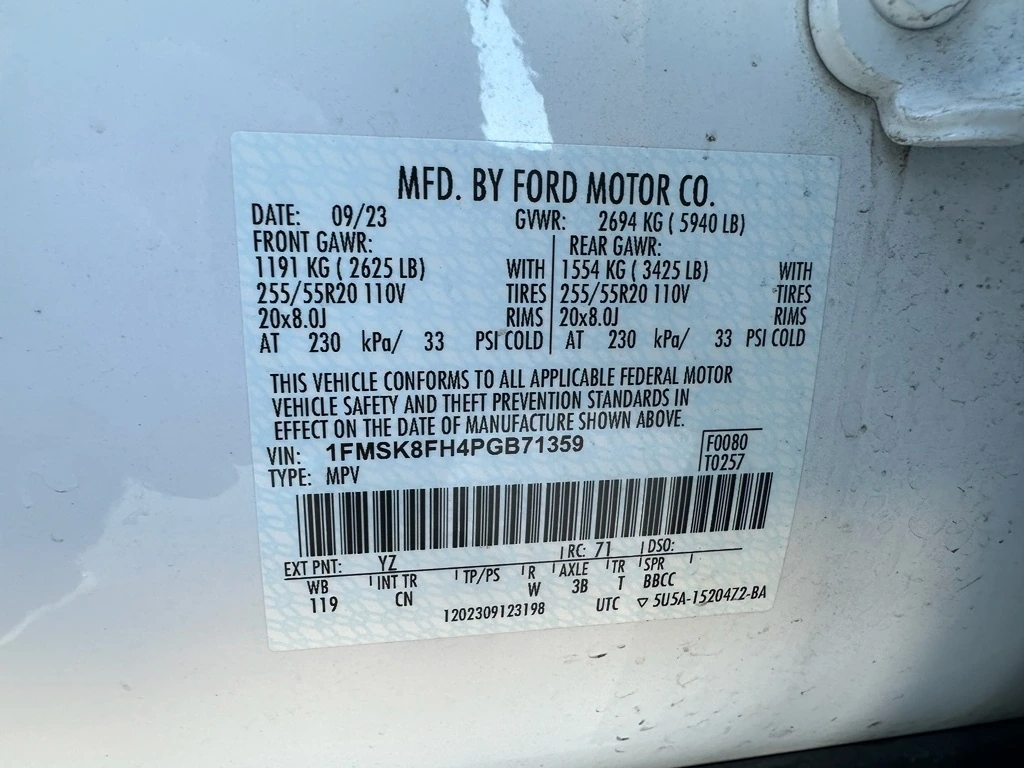 MFD. BY FORD MOTOR CO.
DATE: 09/23 GVWR: 2694 KG ( 5940 LB)
FRONT GAWR: REAR GAWR:
1191 KG ( 2625 LB) WITH 1554 KG ( 3425 LB) WITH
255/55R20 110V TIRES 255/55R20 110V TIRES
20x8.0J RIMS 20x8.0J RIMS
AT 230 kPa/ 33 PSI COLD AT 230 kPa/ 33 PSI COLD
THIS VEHICLE CONFORMS TO ALL APPLICABLE FEDERAL MOTOR
VEHICLE SAFETY AND THEFT PREVENTION STANDARDS IN
EFFECT ON THE DATE OF MANUFACTURE SHOWN ABOVE.
VIN: 1FMSK8FH4PGB71359 F0080
TYPE: MPV T0257
EXT PNT: YZ RC: 71 DSO:
WB INT TR TP/PS R AXLE TR SPR
119 CN W 3B T BBCC
1202309123198 UTC ▽ 5U5A-1520472-BA